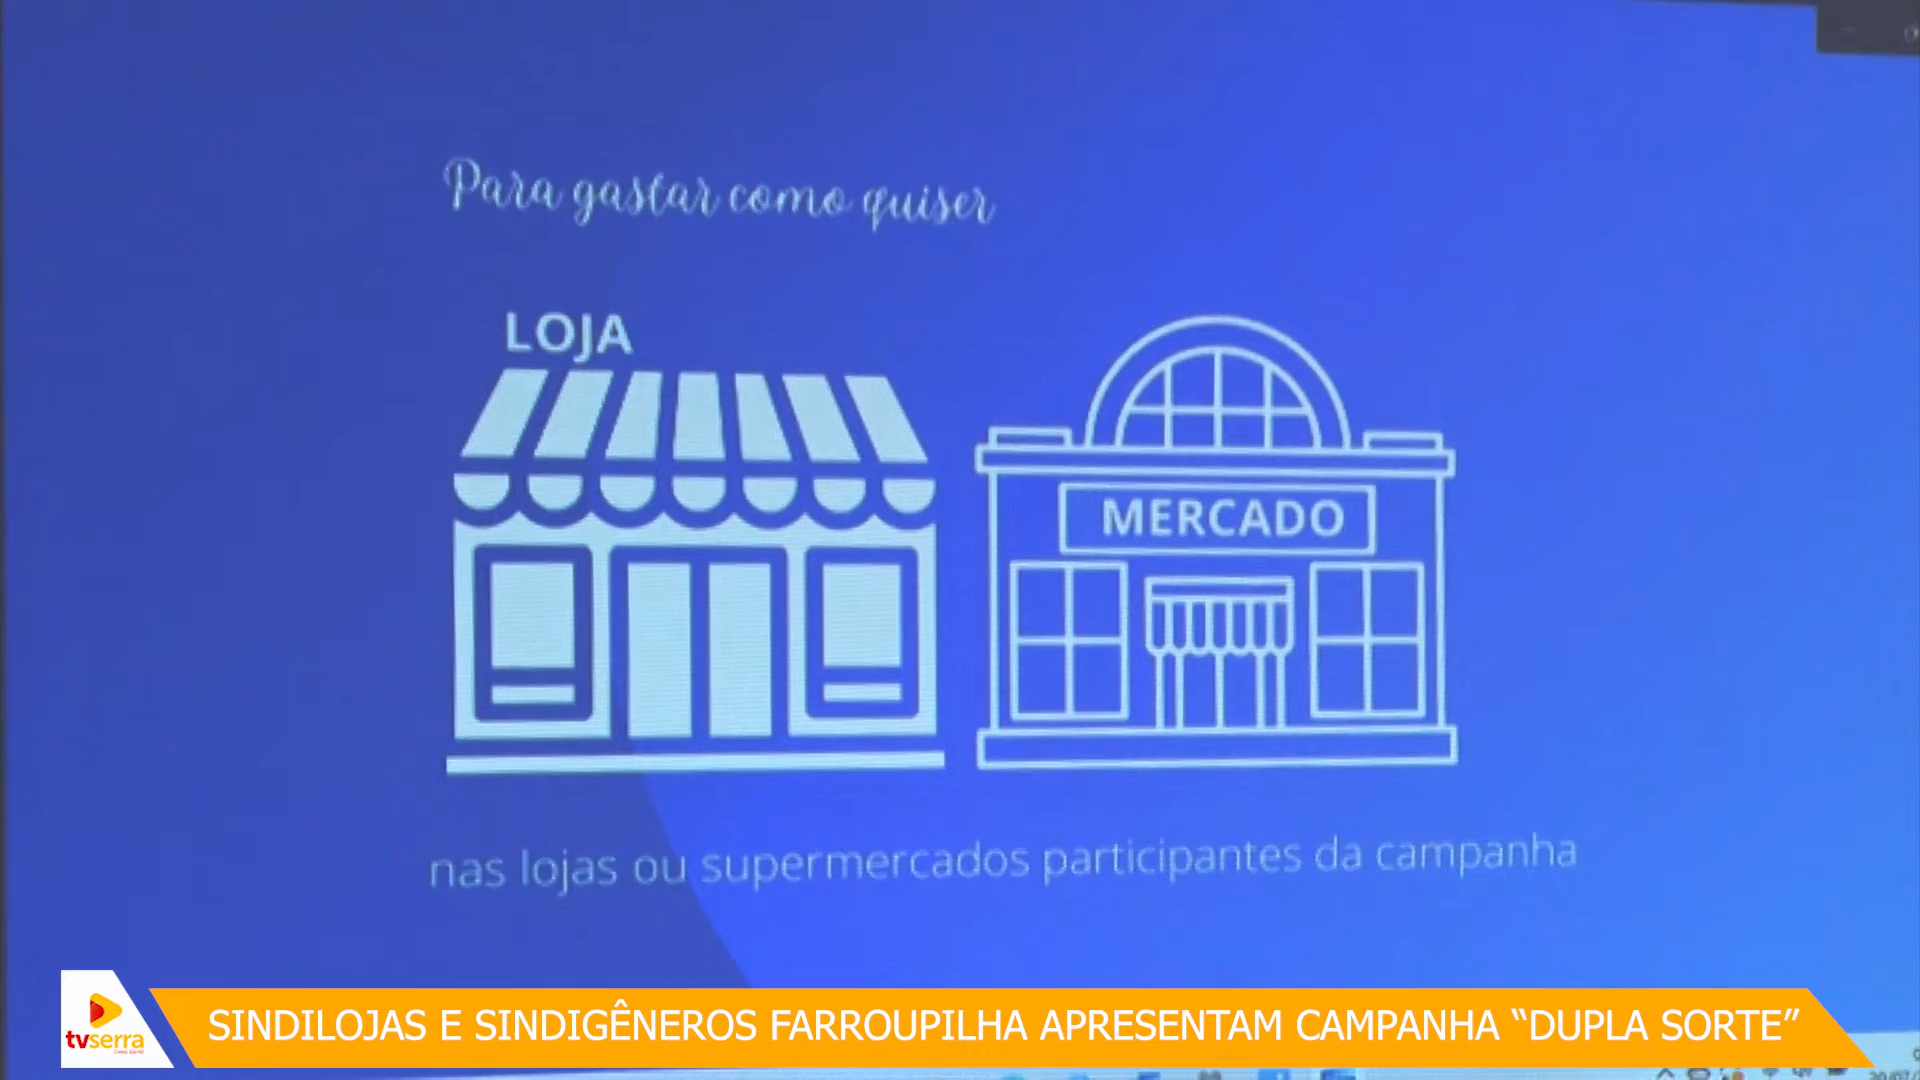 Para gastar como quiser
LOJA
MERCADO
nas lojas ou supermercados participantes da campanha
SINDILOJAS E SINDIGÊNEROS FARROUPILHA APRESENTAM CAMPANHA “DUPLA SORTE”
tvserra